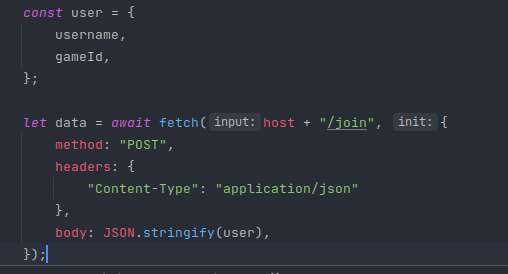 const user = {
username,
gameId,
};
let data = await fetch( input: host + "/join", init: {
method: "POST",
headers: {
"Content-Type": "application/json"
},
body: JSON.stringify(user),
});